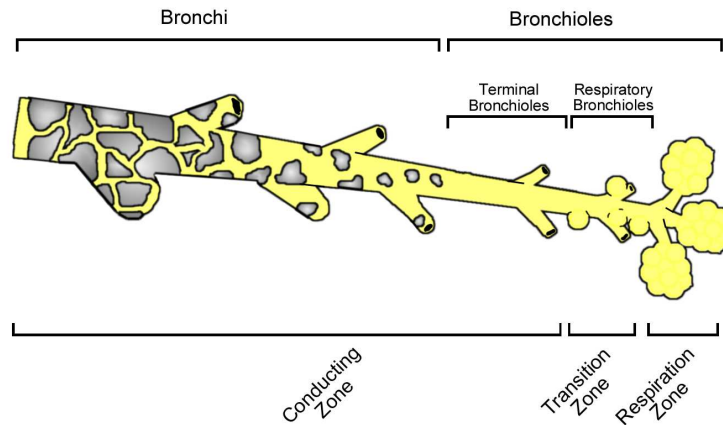 Bronchi
Bronchioles
Terminal
Bronchioles
Respiratory
Bronchioles
Conducting
Zone
Transition
Zone
Respiration
Zone